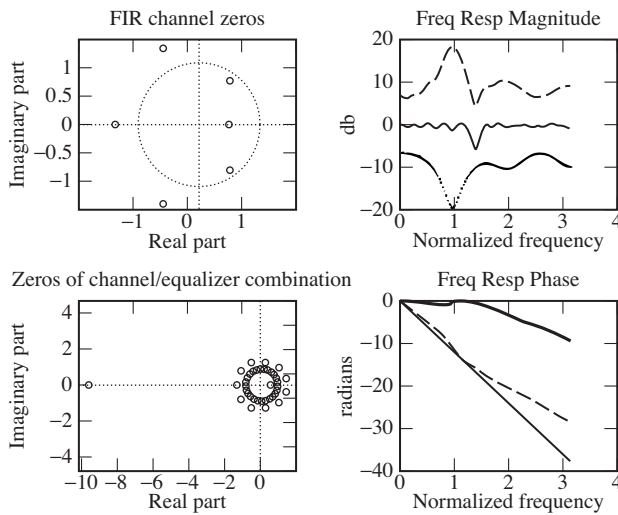 FIR channel zeros
Imaginary part
1
0.5
0
−0.5
−1
−1 0 1
Real part
Freq Resp Magnitude
db
20
10
0
−10
−20
0 1 2 3 4
Normalized frequency
Zeros of channel/equalizer combination
Imaginary part
4
2
0
−2
−4
−10 −8 −6 −4 −2 0
Real part
Freq Resp Phase
radians
0
−10
−20
−30
−40
0 1 2 3 4
Normalized frequency